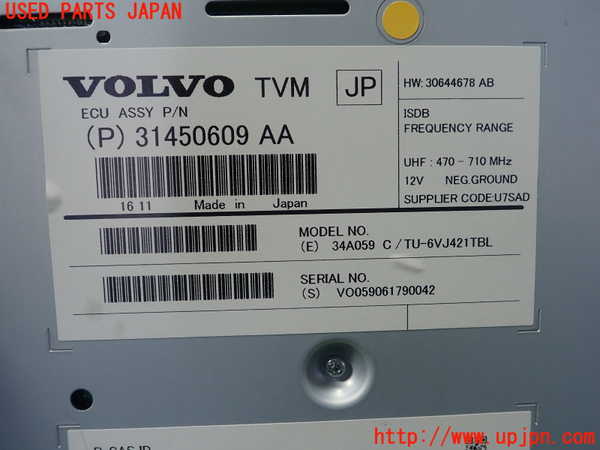 USED PARTS JAPAN
VOLVO TVM JP
HW: 30644678 AB
ECU ASSY P/N
(P) 31450609 AA
ISDB
FREQUENCY RANGE
UHF : 470 - 710 MHz
12V NEG.GROUND
SUPPLIER CODE: U7SAD
16 11 Made in Japan
MODEL NO.
(E) 34A059 C / TU-6VJ421TBL
SERIAL NO.
(S) VO059061790042
http://www.upjpn.com